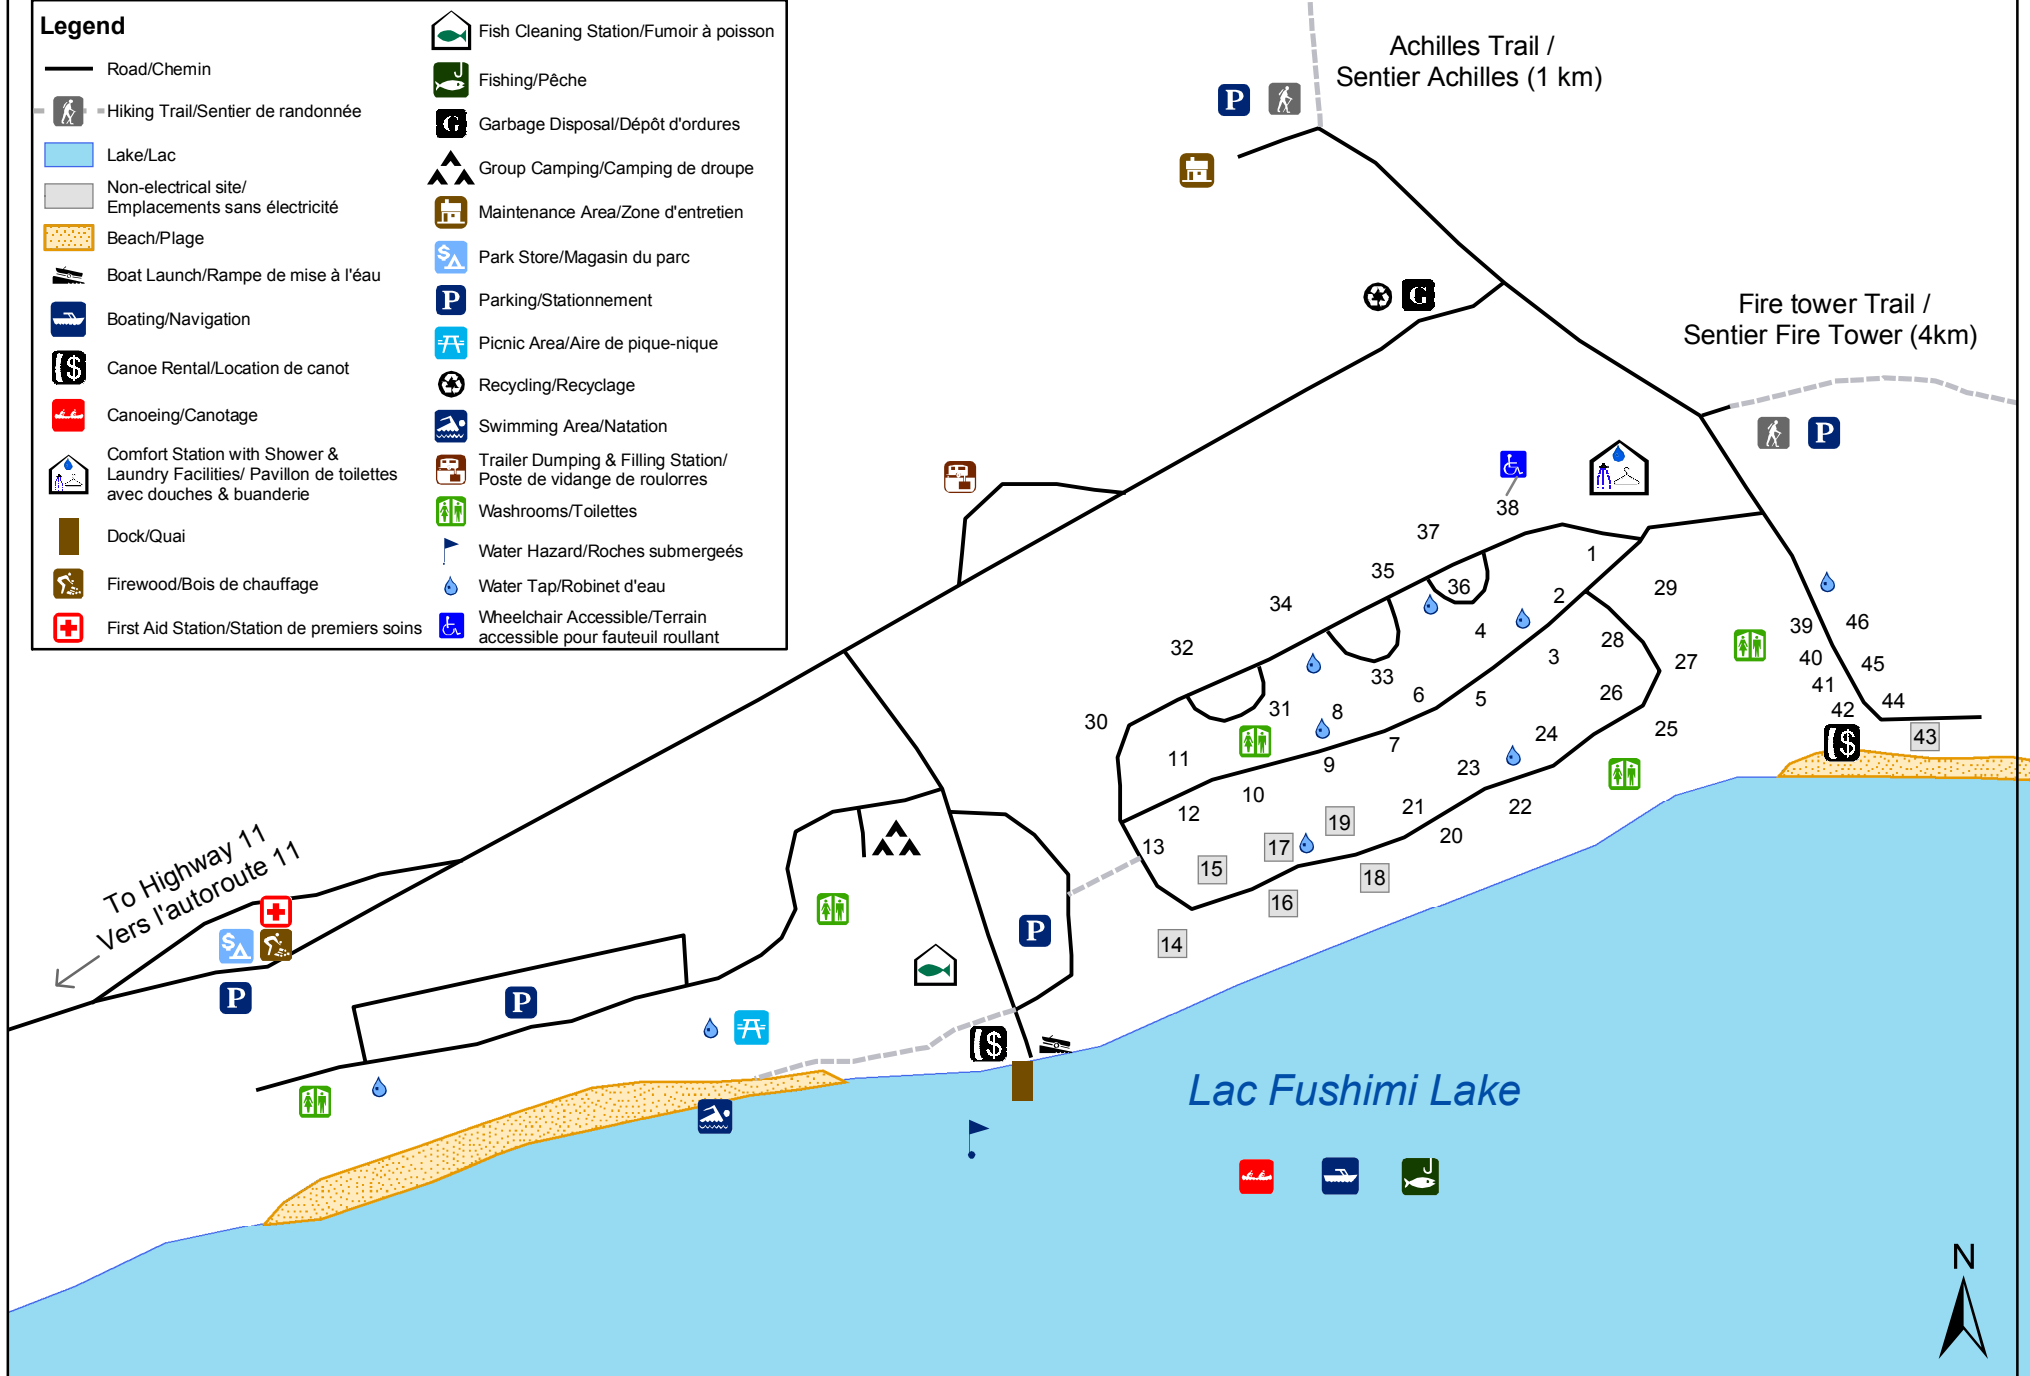 Legend
Road/Chemin
Hiking Trail/Sentier de randonnée
Lake/Lac
Non-electrical site/
Emplacements sans électricité
Beach/Plage
Boat Launch/Rampe de mise à l'éau
Boating/Navigation
Canoe Rental/Location de canot
Canoeing/Canotage
Comfort Station with Shower &
Laundry Facilities/ Pavillon de toilettes
avec douches & buanderie
Dock/Quai
Firewood/Bois de chauffage
First Aid Station/Station de premiers soins
Fish Cleaning Station/Fumoir à poisson
Fishing/Pêche
G
Garbage Disposal/Dépôt d'ordures
Group Camping/Camping de droupe
Maintenance Area/Zone d'entretien
Park Store/Magasin du parc
P
Parking/Stationnement
Picnic Area/Aire de pique-nique
Recycling/Recyclage
Swimming Area/Natation
Trailer Dumping & Filling Station/
Poste de vidange de roulorres
Washrooms/Toilettes
Water Hazard/Roches submergeés
Water Tap/Robinet d'eau
Wheelchair Accessible/Terrain
accessible pour fauteuil roullant
Achilles Trail /
Sentier Achilles (1 km)
P
G
Fire tower Trail /
Sentier Fire Tower (4km)
P
38
37
1
35
36
29
2
34
4
39
46
28
32
3
40
45
27
33
41
26
6
5
44
31
8
42
30
25
24
43
7
11
9
23
10
21
22
12
19
20
13
17
15
18
16
14
To Highway 11
Vers l'autoroute 11
P
P
P
$
$
Lac Fushimi Lake
N